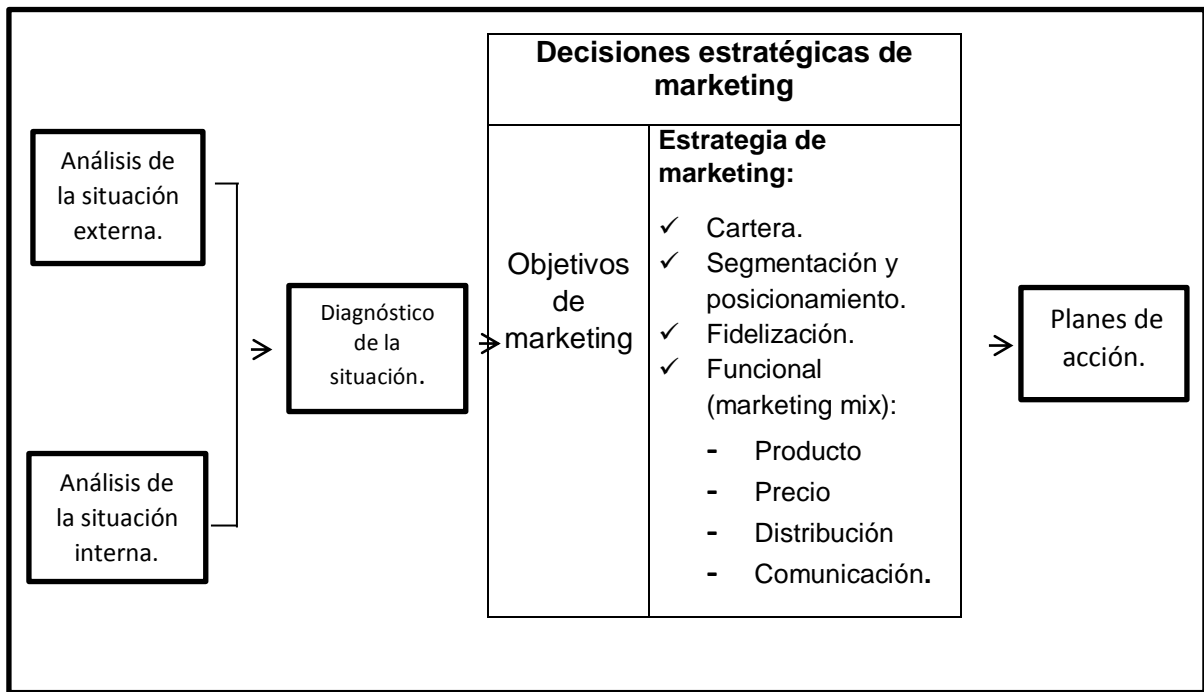 Análisis de
la situación
externa.
Análisis de
la situación
interna.
Diagnóstico
de la
situación.
Decisiones estratégicas de
marketing
Objetivos
de
marketing
Estrategia de
marketing:
✓ Cartera.
✓ Segmentación y
posicionamiento.
✓ Fidelización.
✓ Funcional
(marketing mix):
- Producto
- Precio
- Distribución
- Comunicación.
Planes de
acción.